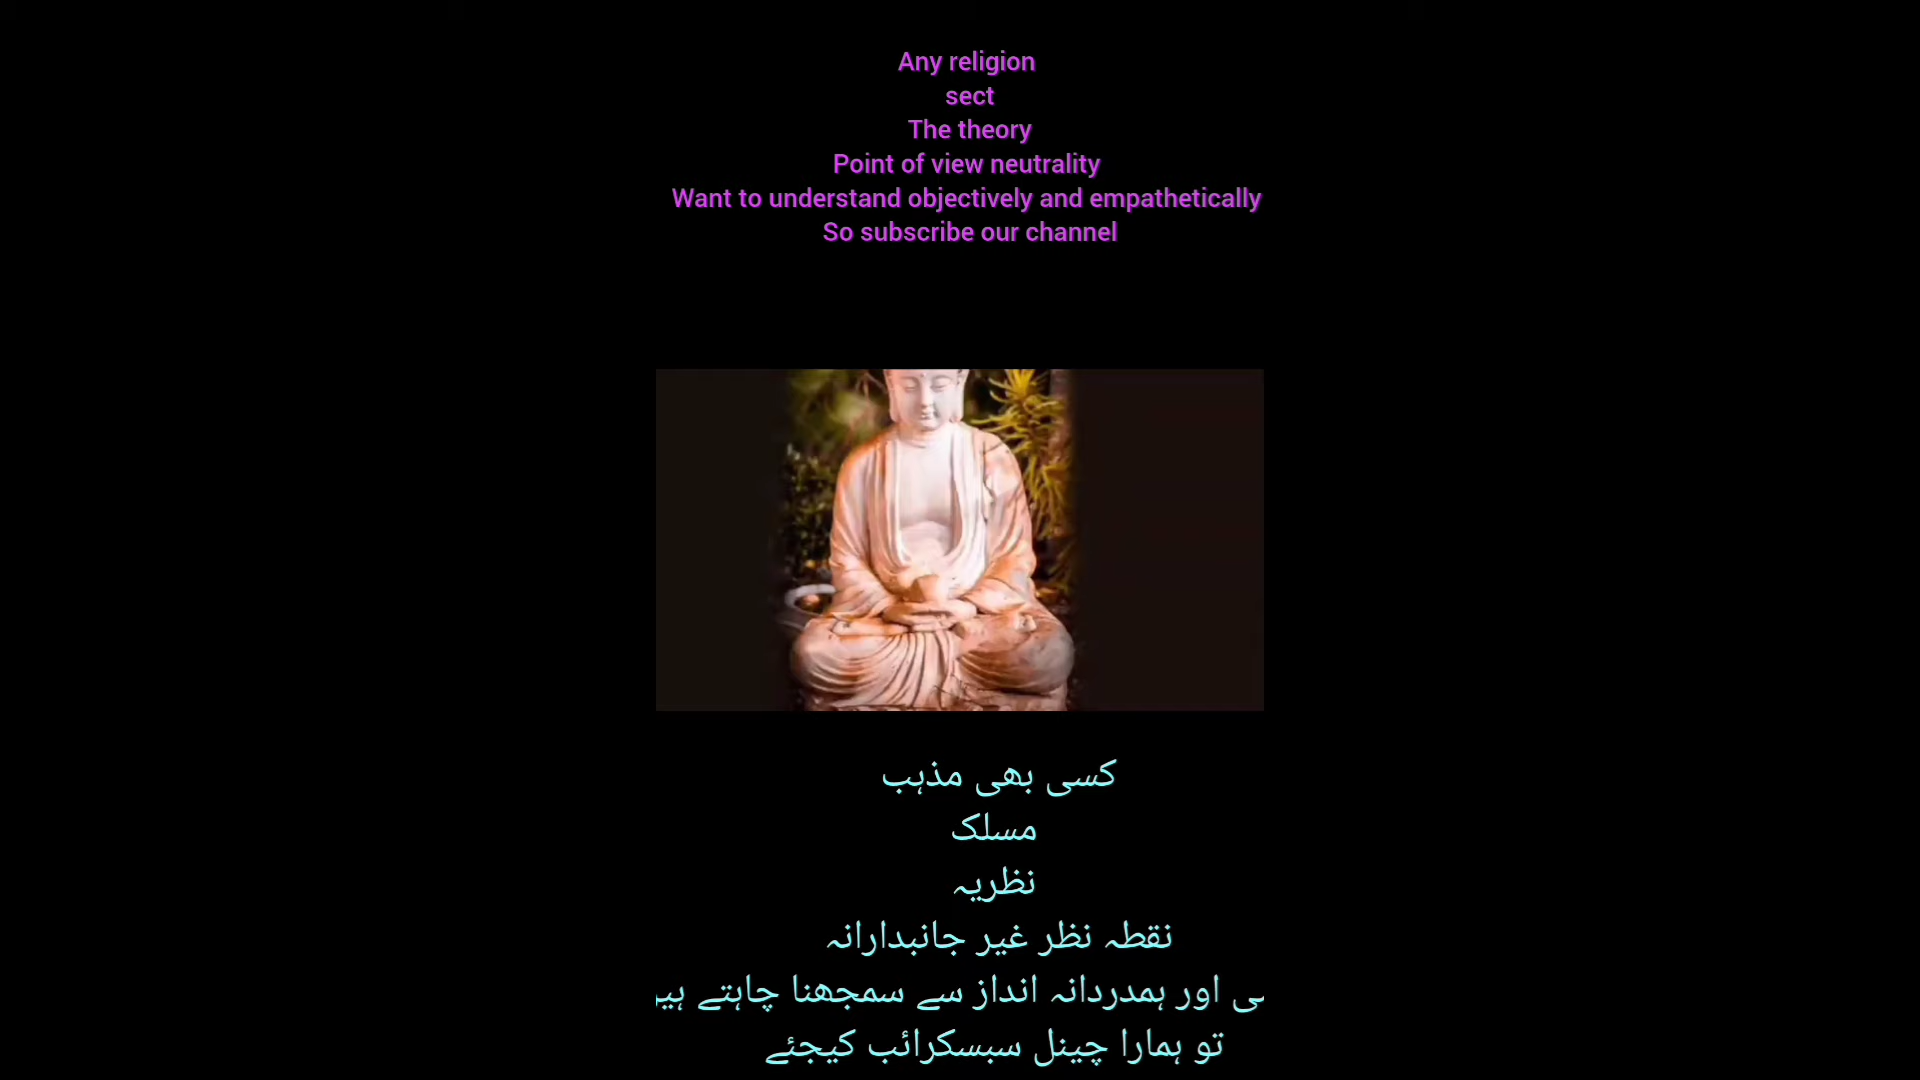 Any religion
sect
The theory
Point of view neutrality
Want to understand objectively and empathetically
So subscribe our channel
کسی بھی مذہب
مسلک
نظریہ
نقطہ نظر غیر جانبدارانہ
اور ہمدردانہ انداز سے سمجھنا چاہتے
تو ہمارا چینل سبسکرائب کیجئے